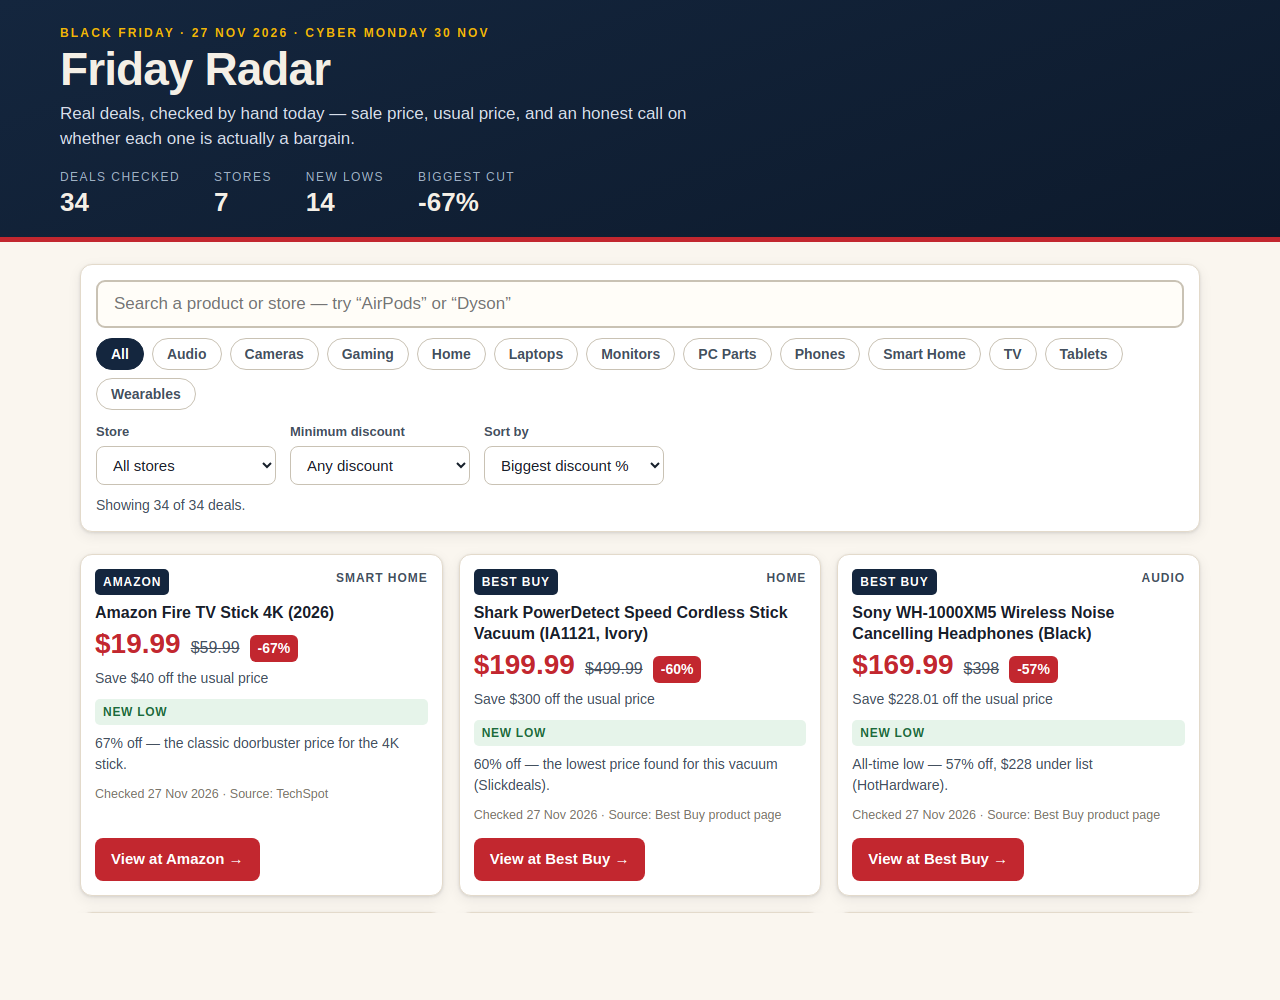 BLACK FRIDAY · 27 NOV 2026 · CYBER MONDAY 30 NOV
Friday Radar
Real deals, checked by hand today — sale price, usual price, and an honest call on
whether each one is actually a bargain.
DEALS CHECKED STORES NEW LOWS BIGGEST CUT
34 7 14 -67%
Search a product or store — try “AirPods” or “Dyson”
All Audio Cameras Gaming Home Laptops Monitors PC Parts Phones Smart Home TV Tablets
Wearables
Store Minimum discount Sort by
All stores Any discount Biggest discount %
Showing 34 of 34 deals.
AMAZON SMART HOME
Amazon Fire TV Stick 4K (2026)
$19.99 $59.99 -67%
Save $40 off the usual price
NEW LOW
67% off — the classic doorbuster price for the 4K
stick.
Checked 27 Nov 2026 · Source: TechSpot
View at Amazon →
BEST BUY HOME
Shark PowerDetect Speed Cordless Stick
Vacuum (IA1121, Ivory)
$199.99 $499.99 -60%
Save $300 off the usual price
NEW LOW
60% off — the lowest price found for this vacuum
(Slickdeals).
Checked 27 Nov 2026 · Source: Best Buy product page
View at Best Buy →
BEST BUY AUDIO
Sony WH-1000XM5 Wireless Noise
Cancelling Headphones (Black)
$169.99 $398 -57%
Save $228.01 off the usual price
NEW LOW
All-time low — 57% off, $228 under list
(HotHardware).
Checked 27 Nov 2026 · Source: Best Buy product page
View at Best Buy →